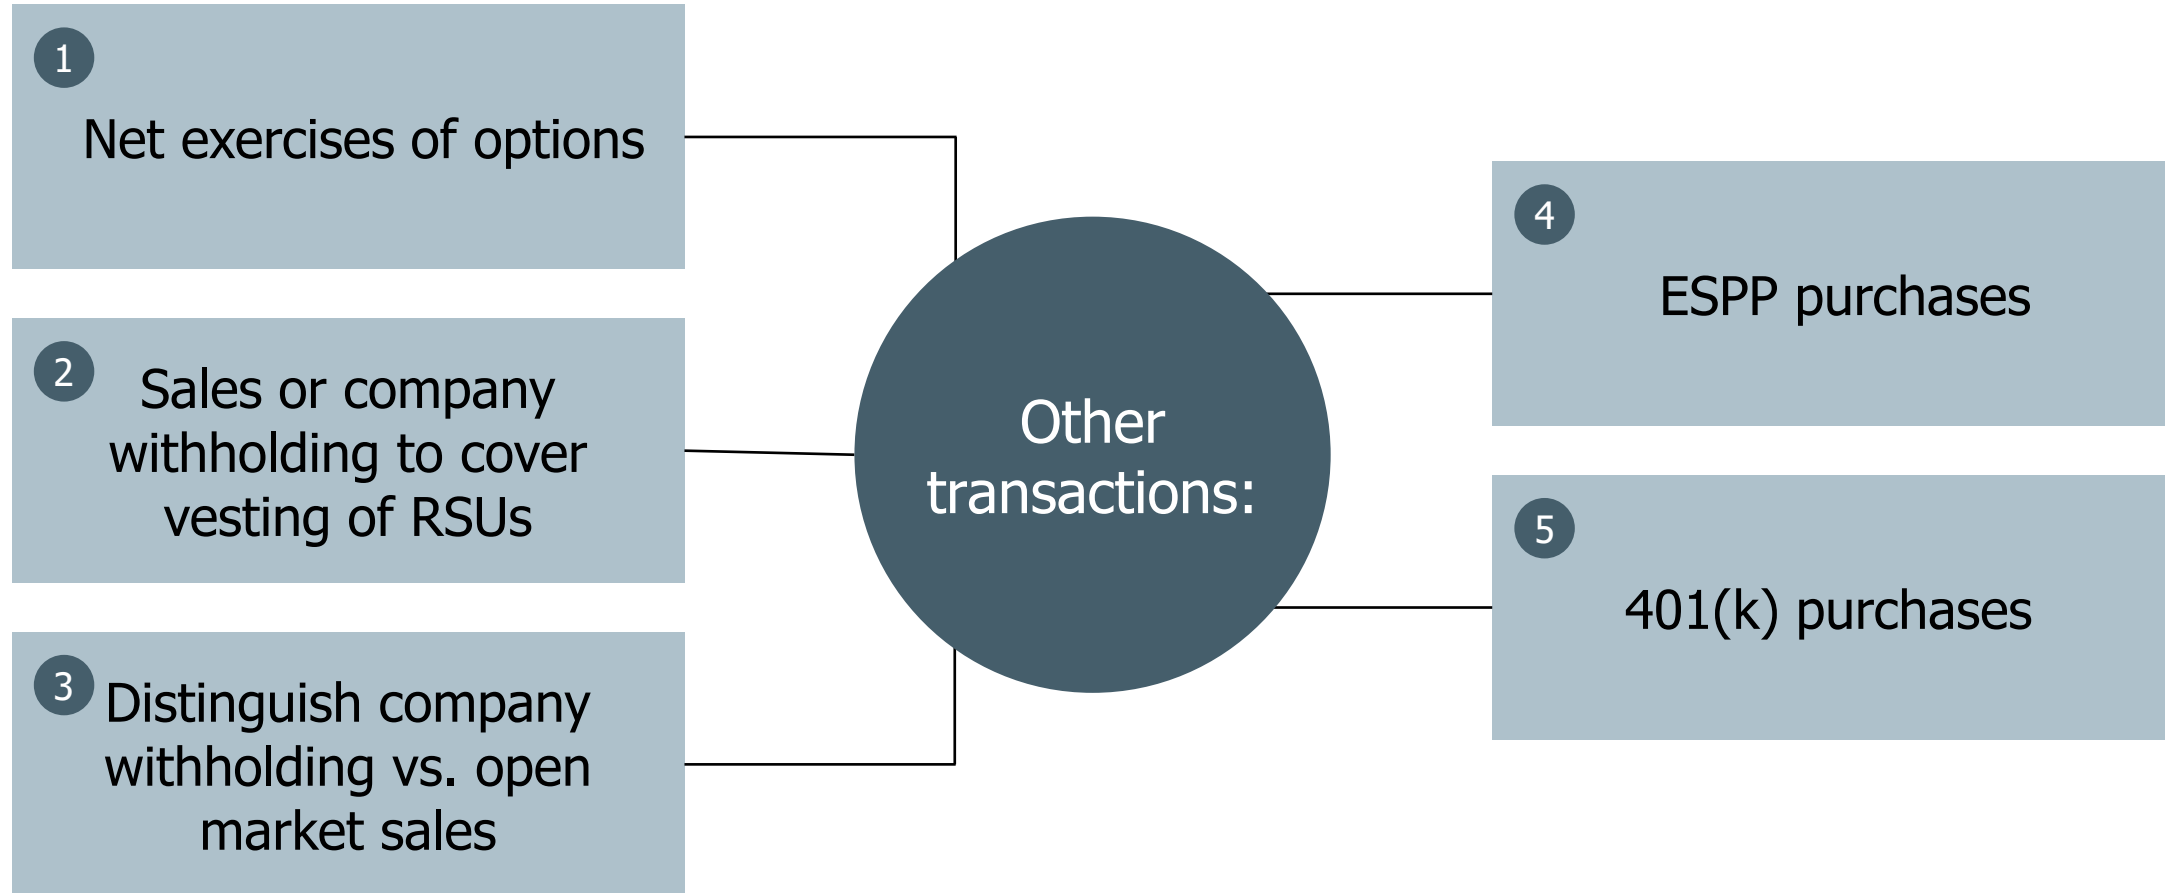 1
Net exercises of options
2
Sales or company
withholding to cover
vesting of RSUs
3
Distinguish company
withholding vs. open
market sales
Other
transactions:
4
ESPP purchases
5
401(k) purchases